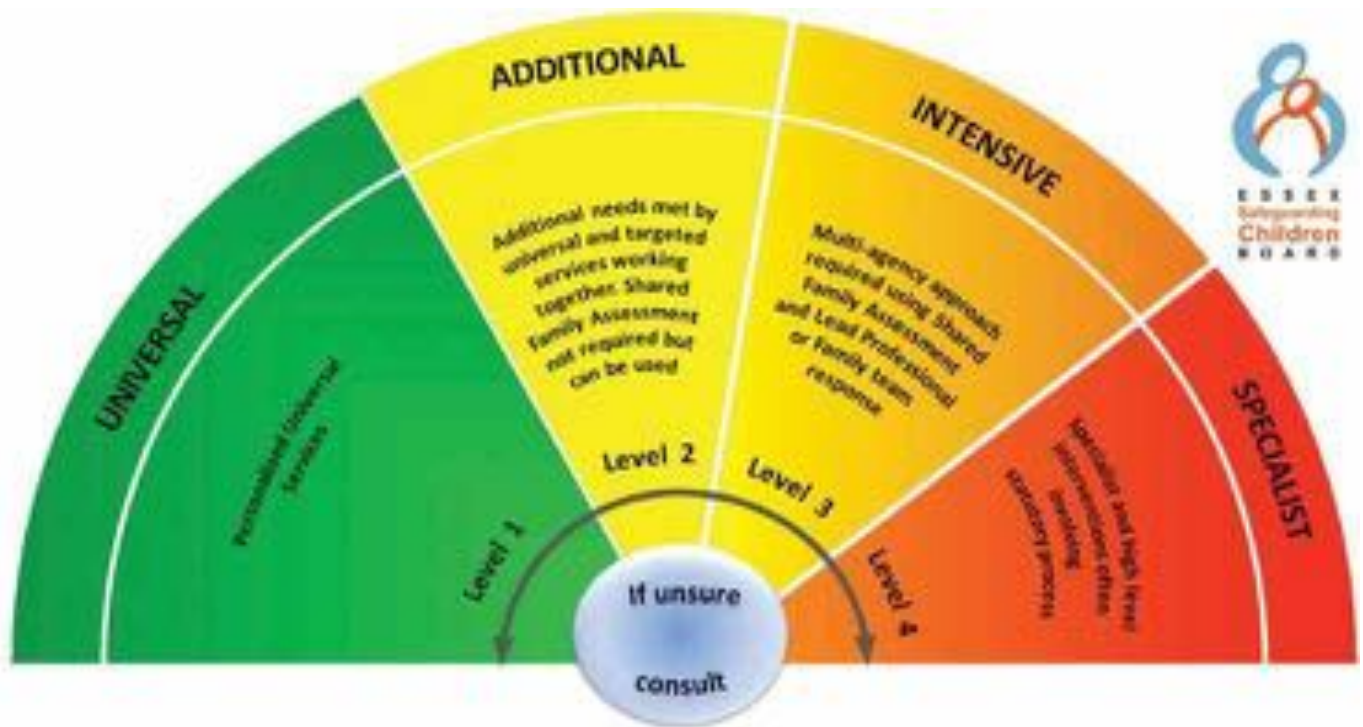 UNIVERSAL
Personalised Universal
Services
Level 1
ADDITIONAL
Additional needs met by
universal and targeted
services working
together. Shared
Family Assessment
not required but
can be used
Level 2
INTENSIVE
Multi-agency approach
required using Shared
Family Assessment
and Lead Professional
or Family team
response
Level 3
SPECIALIST
Specialist and high level
interventions often
involving
statutory process
Level 4
If unsure
consult
ESSEX
Safeguarding
Children
BOARD